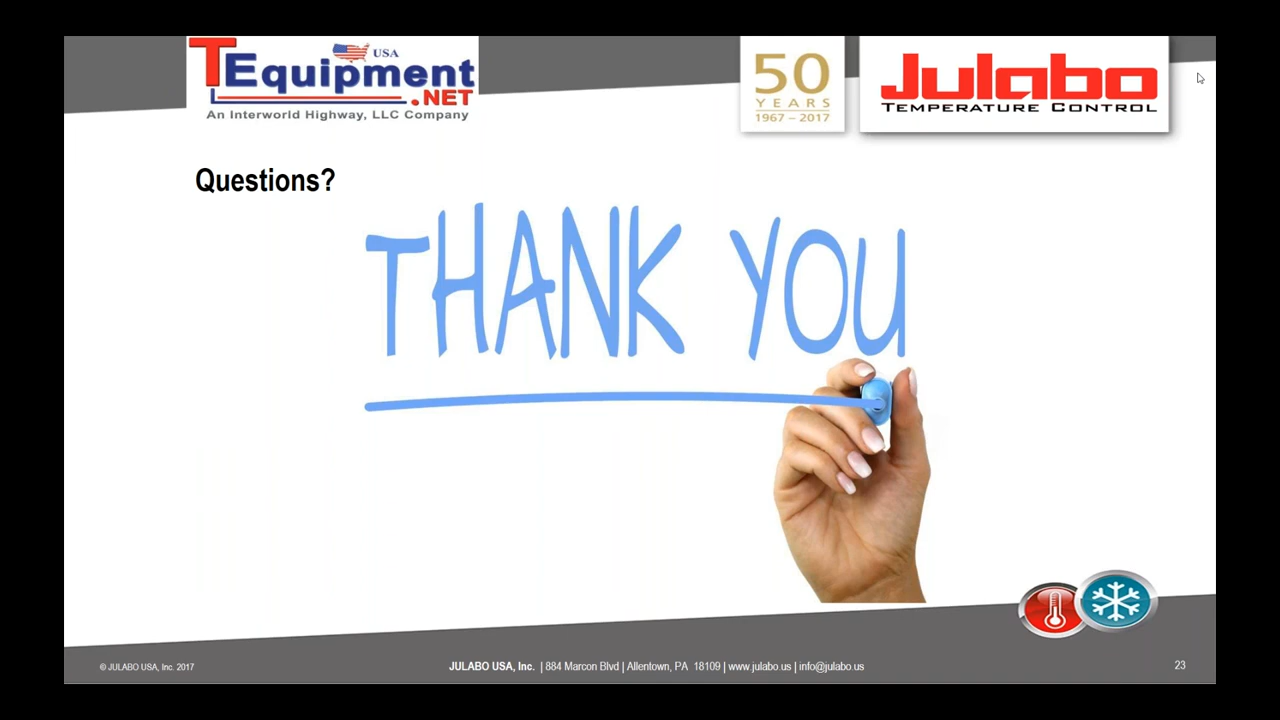 TEquipment
USA
.NET
An Interworld Highway, LLC Company
50
YEARS
1967 – 2017
Julabo
TEMPERATURE CONTROL
Questions?
THANK YOU
© JULABO USA, Inc. 2017
JULABO USA, Inc. | 884 Marcon Blvd | Allentown, PA 18109 | www.julabo.us | info@julabo.us
23